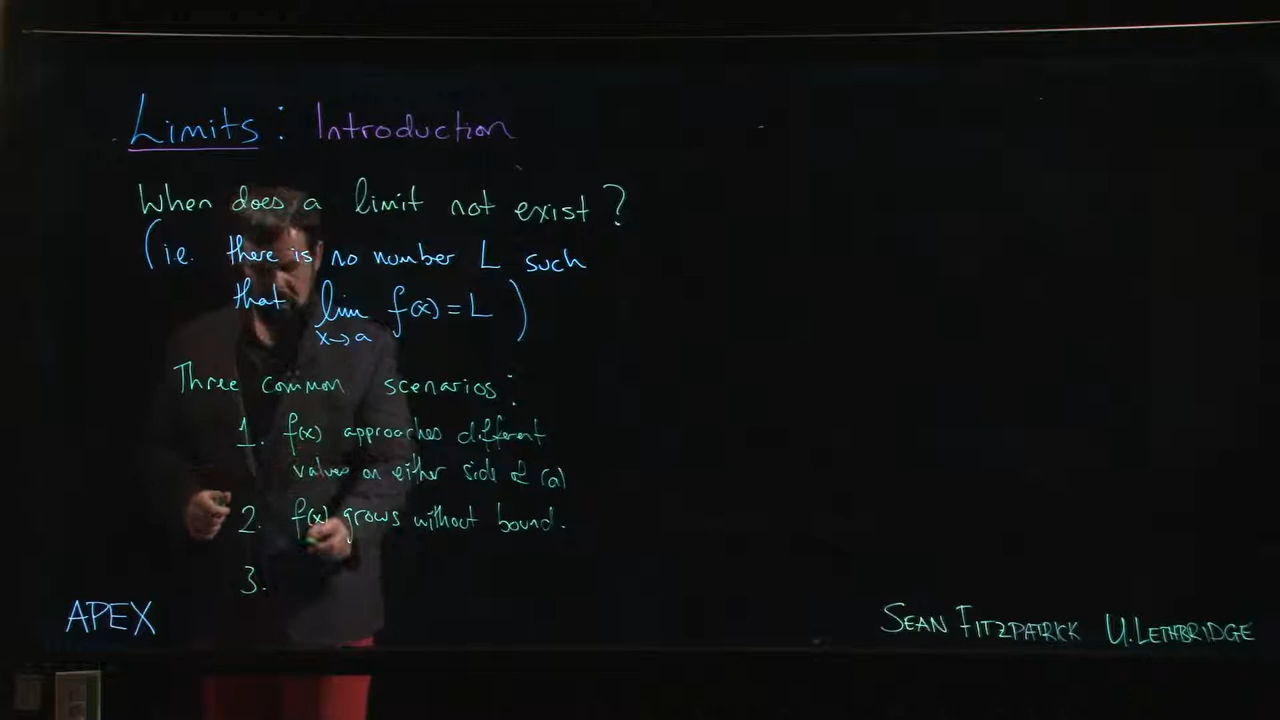 Limits: Introduction
When does a limit not exist?
(i.e. there is no number L such
that lim f(x) = L )
x→a
Three common scenarios:
1. f(x) approaches different
values on either side of (a)
2. f(x) grows without bound.
3.
APEX
SEAN FITZPATRICK U. LETHBRIDGE